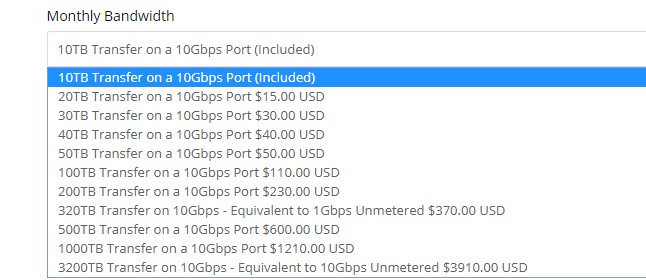 Monthly Bandwidth
10TB Transfer on a 10Gbps Port (Included)
10TB Transfer on a 10Gbps Port (Included)
20TB Transfer on a 10Gbps Port $15.00 USD
30TB Transfer on a 10Gbps Port $30.00 USD
40TB Transfer on a 10Gbps Port $40.00 USD
50TB Transfer on a 10Gbps Port $50.00 USD
100TB Transfer on a 10Gbps Port $110.00 USD
200TB Transfer on a 10Gbps Port $230.00 USD
320TB Transfer on 10Gbps - Equivalent to 1Gbps Unmetered $370.00 USD
500TB Transfer on a 10Gbps Port $600.00 USD
1000TB Transfer on a 10Gbps Port $1210.00 USD
3200TB Transfer on 10Gbps - Equivalent to 10Gbps Unmetered $3910.00 USD